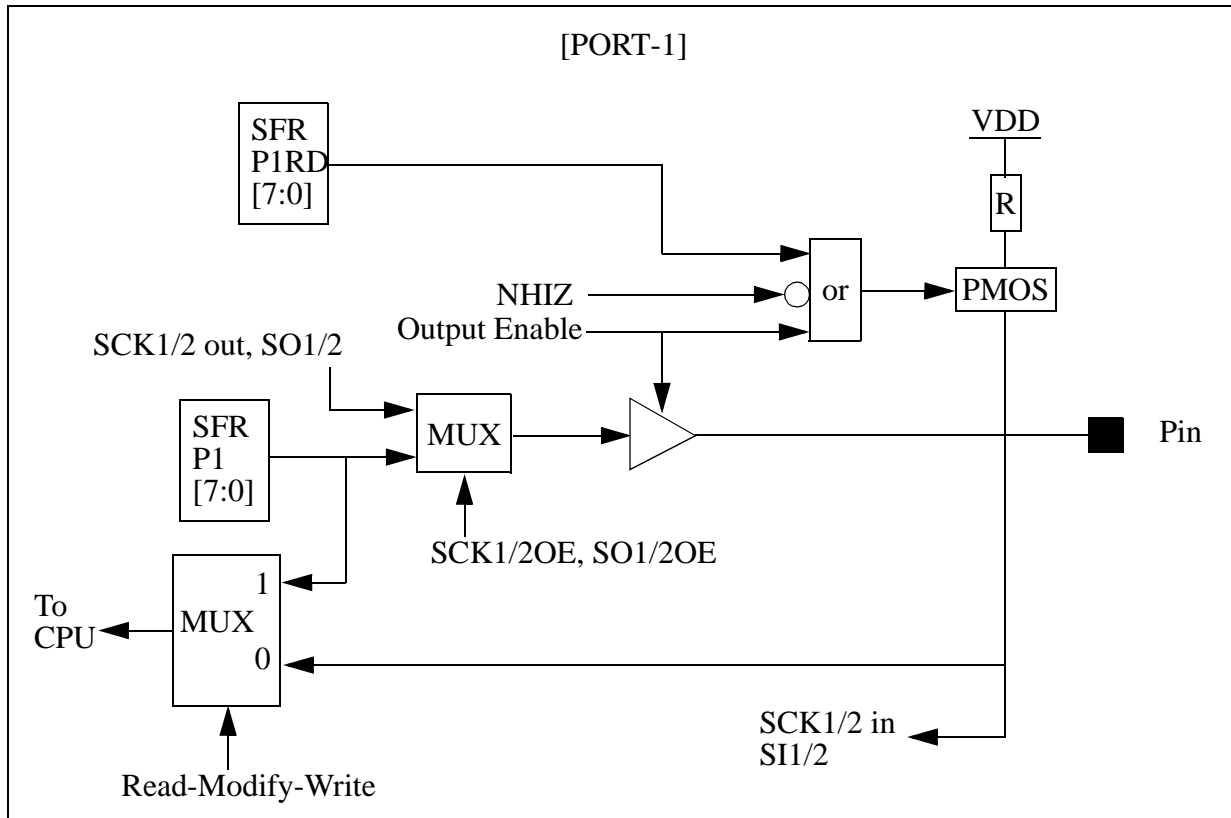 [PORT-1]
SFR
P1RD
[7:0]
VDD
R
PMOS
or
NHIZ
Output Enable
SCK1/2 out, SO1/2
SFR
P1
[7:0]
MUX
Pin
SCK1/2OE, SO1/2OE
To
CPU
1
MUX
0
SCK1/2 in
SI1/2
Read-Modify-Write